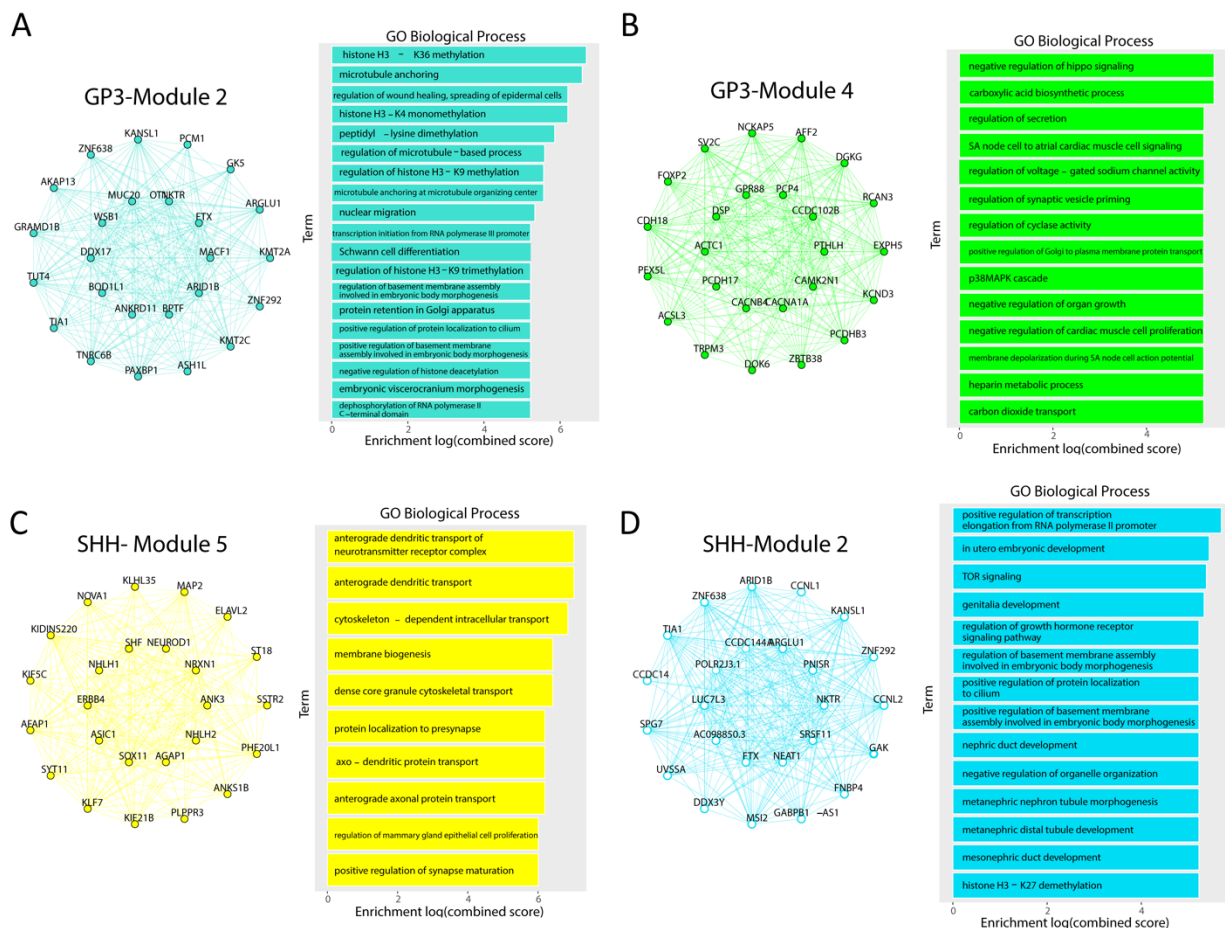 A
GP3-Module 2
KANSL1
PCM1
ZNF638
GK5
AKAP13
MUC20
OTNKTR
ARGLU1
WSB1
FTX
GRAMD1B
DDX17
MACF1
KMT2A
TUT4
BOD1L1
ARID1B
ANKRD11
BPTF
ZNF292
TIA1
KMT2C
TNRC6B
PAXBP1
ASH1L
GO Biological Process
Term
histone H3 – K36 methylation
microtubule anchoring
regulation of wound healing, spreading of epidermal cells
histone H3 – K4 monomethylation
peptidyl – lysine dimethylation
regulation of microtubule – based process
regulation of histone H3 – K9 methylation
microtubule anchoring at microtubule organizing center
nuclear migration
transcription initiation from RNA polymerase III promoter
Schwann cell differentiation
regulation of histone H3 – K9 trimethylation
regulation of basement membrane assembly
involved in embryonic body morphogenesis
protein retention in Golgi apparatus
positive regulation of protein localization to cilium
positive regulation of basement membrane
assembly involved in embryonic body morphogenesis
negative regulation of histone deacetylation
embryonic viscerocranium morphogenesis
dephosphorylation of RNA polymerase II
C – terminal domain
0 2 4 6
Enrichment log(combined score)
B
GP3-Module 4
NCKAP5
AFF2
SV2C
DGKG
FOXP2
GPR88
PCP4
RCAN3
DSP
CCDC102B
CDH18
ACTC1
PTHLH
EXPH5
PEX5L
PCDH17
CAMK2N1
CACNB4
CACNA1A
KCND3
ACSL3
PCDHB3
TRPM3
DOK6
ZBTB38
GO Biological Process
Term
negative regulation of hippo signaling
carboxylic acid biosynthetic process
regulation of secretion
SA node cell to atrial cardiac muscle cell signaling
regulation of voltage – gated sodium channel activity
regulation of synaptic vesicle priming
regulation of cyclase activity
positive regulation of Golgi to plasma membrane protein transport
p38MAPK cascade
negative regulation of organ growth
negative regulation of cardiac muscle cell proliferation
membrane depolarization during SA node cell action potential
heparin metabolic process
carbon dioxide transport
0 2 4
Enrichment log(combined score)
C
SHH- Module 5
KLHL35
MAP2
NOVA1
ELAVL2
KIDINS220
SHF
NEUROD1
ST18
NHLH1
NRXN1
KIF5C
ERBB4
ANK3
SSTR2
AFAP1
ASIC1
NHLH2
SOX11
AGAP1
PHF20L1
SYT11
ANKS1B
KLF7
KIF21B
PLPPR3
GO Biological Process
Term
anterograde dendritic transport of
neurotransmitter receptor complex
anterograde dendritic transport
cytoskeleton – dependent intracellular transport
membrane biogenesis
dense core granule cytoskeletal transport
protein localization to presynapse
axo – dendritic protein transport
anterograde axonal protein transport
regulation of mammary gland epithelial cell proliferation
positive regulation of synapse maturation
0 2 4 6
Enrichment log(combined score)
D
SHH-Module 2
ARID1B
CCNL1
ZNF638
KANSL1
TIA1
CCDC144A
ARGLU1
ZNF292
POLR2J3.1
PNISR
CCDC14
LUC7L3
NKTR
CCNL2
SPG7
AC098850.3
SRSF11
FTX
NEAT1
GAK
UVSSA
FNBP4
DDX3Y
MSI2
GABPB1 –AS1
GO Biological Process
Term
positive regulation of transcription
elongation from RNA polymerase II promoter
in utero embryonic development
TOR signaling
genitalia development
regulation of growth hormone receptor
signaling pathway
regulation of basement membrane assembly
involved in embryonic body morphogenesis
positive regulation of protein localization
to cilium
positive regulation of basement membrane
assembly involved in embryonic body morphogenesis
nephric duct development
negative regulation of organelle organization
metanephric nephron tubule morphogenesis
metanephric distal tubule development
mesonephric duct development
histone H3 – K27 demethylation
0 2 4
Enrichment log(combined score)